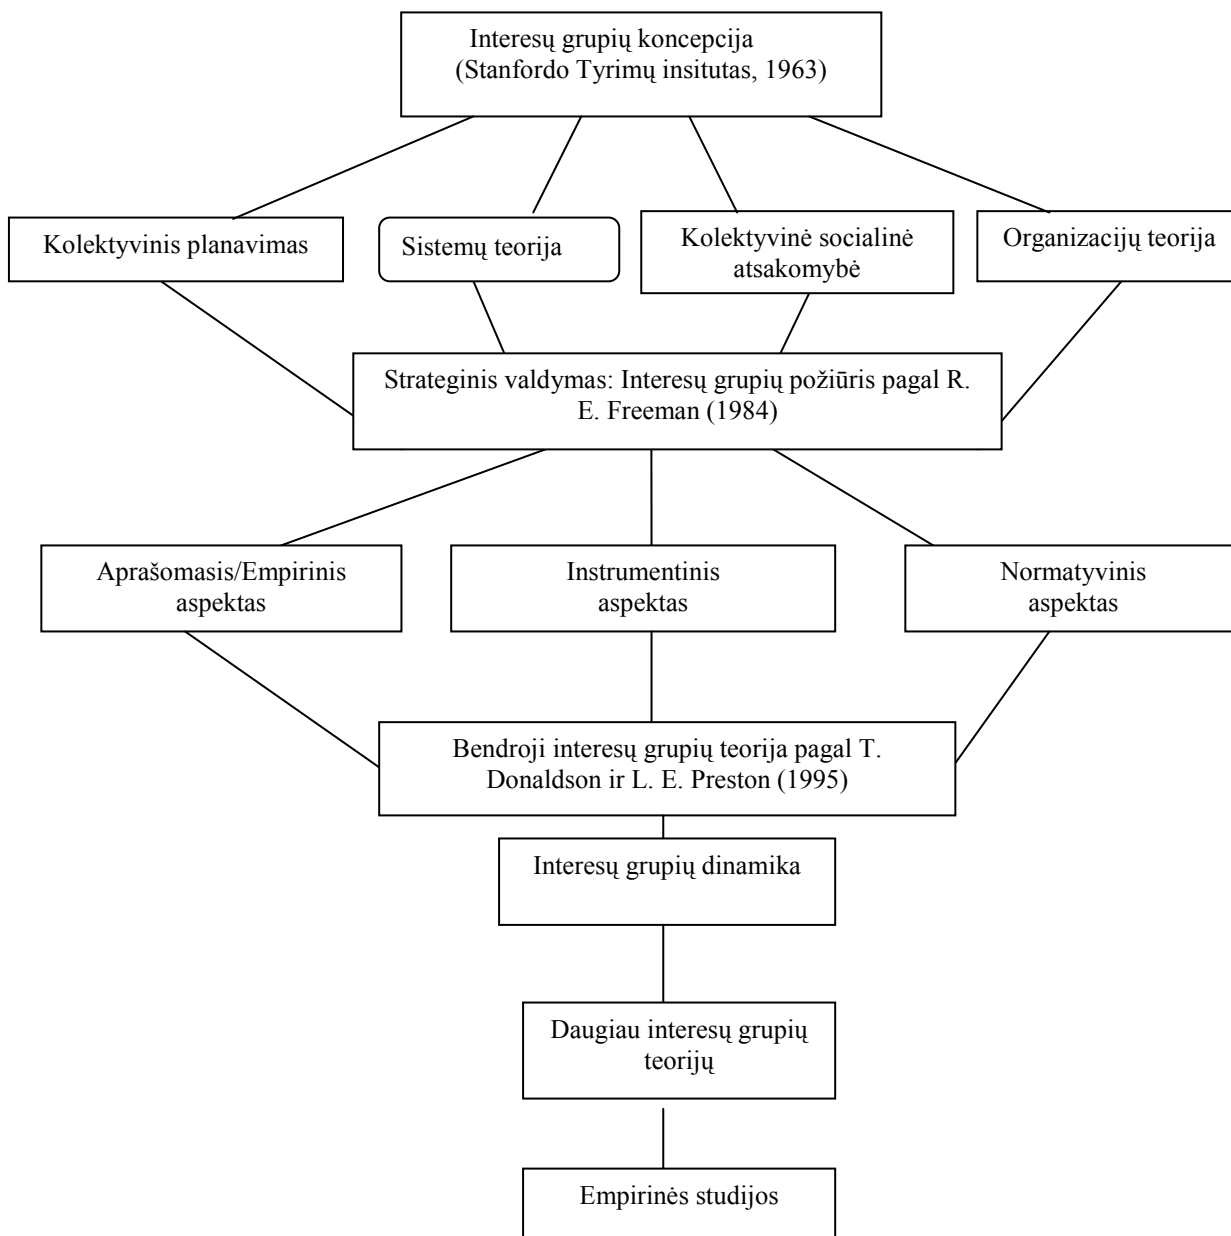 Interesų grupių koncepcija
(Stanfordo Tyrimų insitutas, 1963)
Kolektyvinis planavimas
Sistemų teorija
Kolektyvinė socialinė
atsakomybė
Organizacijų teorija
Strateginis valdymas: Interesų grupių požiūris pagal R.
E. Freeman (1984)
Aprašomasis/Empirinis
aspektas
Instrumentinis
aspektas
Normatyvinis
aspektas
Bendroji interesų grupių teorija pagal T.
Donaldson ir L. E. Preston (1995)
Interesų grupių dinamika
Daugiau interesų grupių
teorijų
Empirinės studijos